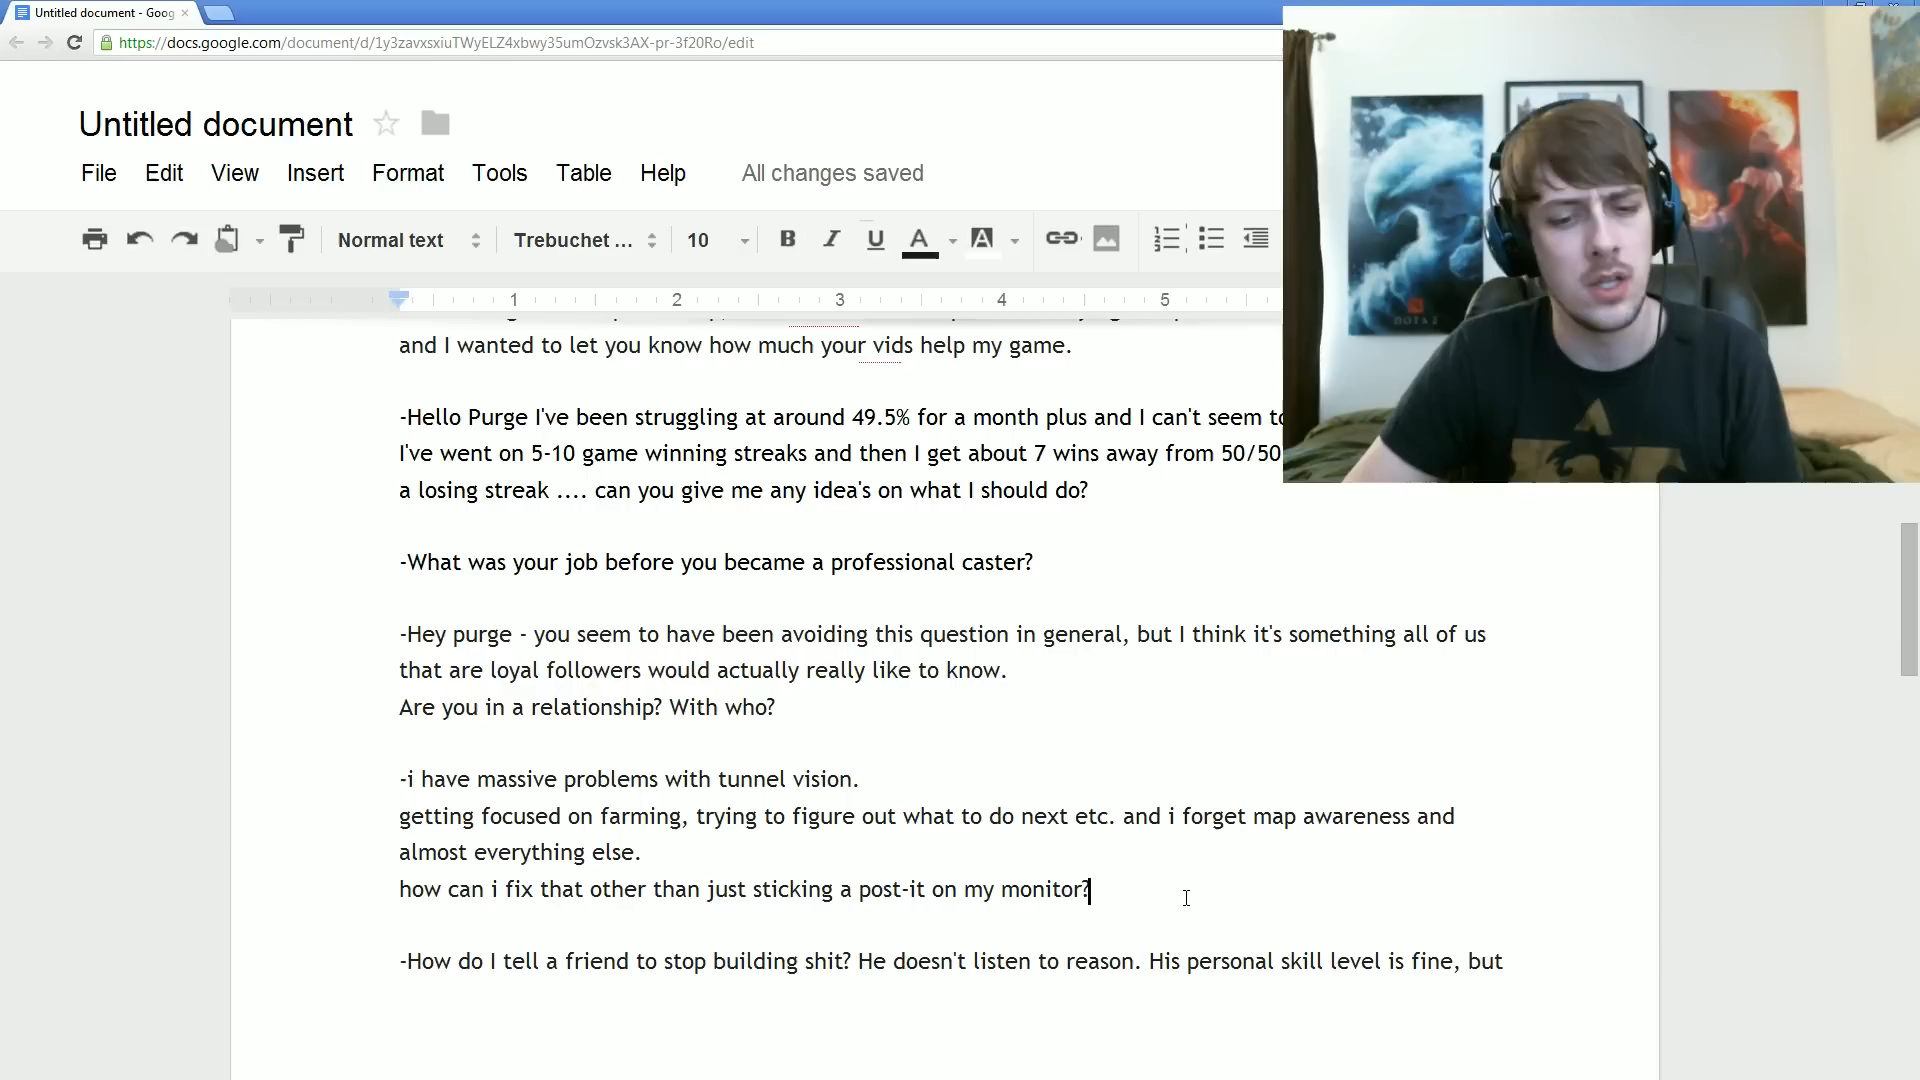 Untitled document - Goog
https://docs.google.com/document/d/1y3zavxsxiuTWyELZ4xbwy35umOzvsk3AX-pr-3f20Ro/edit
Untitled document
File Edit View Insert Format Tools Table Help All changes saved
Normal text Trebuchet ... 10 B I U A A
1 2 3 4 5
and I wanted to let you know how much your vids help my game.
-Hello Purge I've been struggling at around 49.5% for a month plus and I can't seem to
I've went on 5-10 game winning streaks and then I get about 7 wins away from 50/50
a losing streak .... can you give me any idea's on what I should do?
-What was your job before you became a professional caster?
-Hey purge - you seem to have been avoiding this question in general, but I think it's something all of us
that are loyal followers would actually really like to know.
Are you in a relationship? With who?
-i have massive problems with tunnel vision.
getting focused on farming, trying to figure out what to do next etc. and i forget map awareness and
almost everything else.
how can i fix that other than just sticking a post-it on my monitor?
-How do I tell a friend to stop building shit? He doesn't listen to reason. His personal skill level is fine, but
DOTA 2